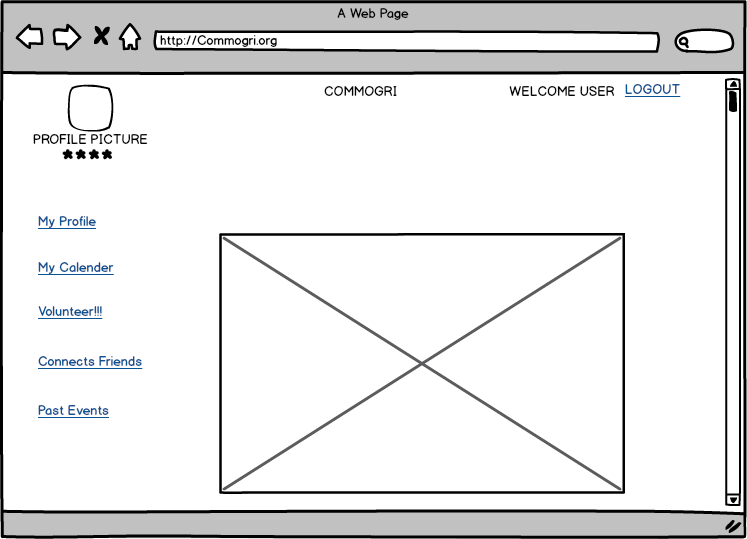 A Web Page
http://Commogri.org
COMMOGRI
WELCOME USER LOGOUT
PROFILE PICTURE
My Profile
My Calender
Volunteer!!!
Connects Friends
Past Events